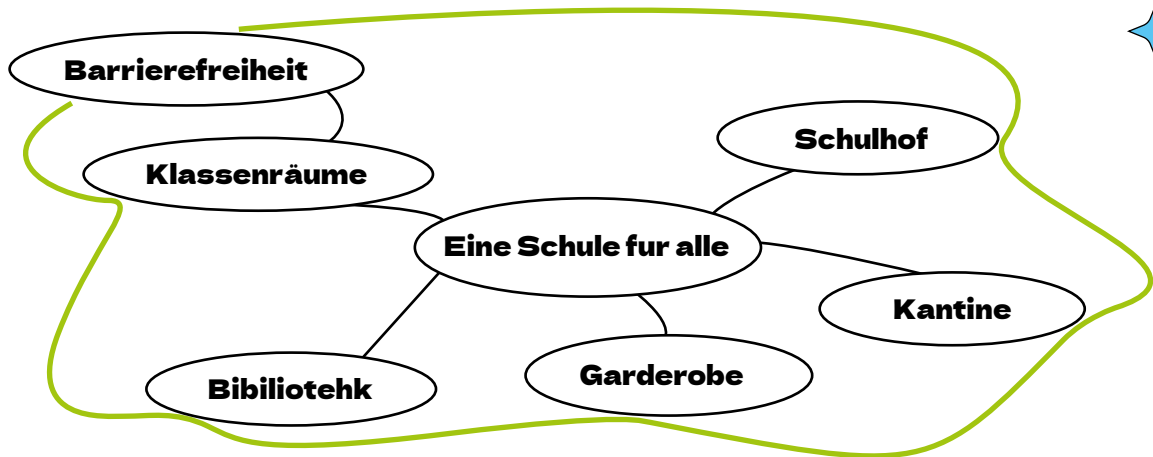 Barrierefreiheit
Schulhof
Klassenräume
Eine Schule fur alle
Kantine
Garderobe
Bibiliotehk